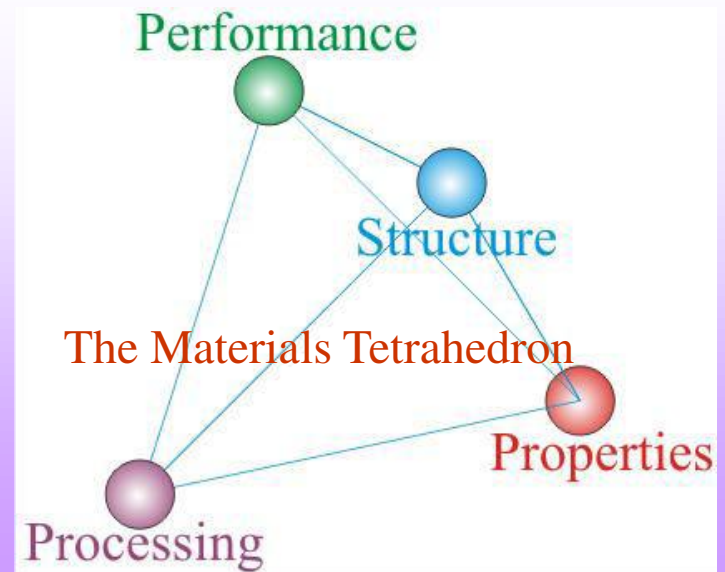 Performance
Structure
The Materials Tetrahedron
Properties
Processing